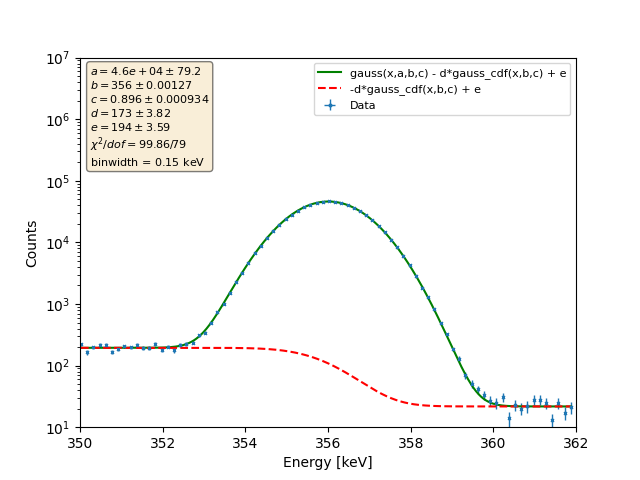 a = 4.6e + 04 ± 79.2
b = 356 ± 0.00127
c = 0.896 ± 0.000934
d = 173 ± 3.82
e = 194 ± 3.59
χ²/dof = 99.86/79
binwidth = 0.15 keV
gauss(x,a,b,c) - d*gauss_cdf(x,b,c) + e
-d*gauss_cdf(x,b,c) + e
Data
10⁷
10⁶
10⁵
10⁴
10³
10²
10¹
Counts
350 352 354 356 358 360 362
Energy [keV]